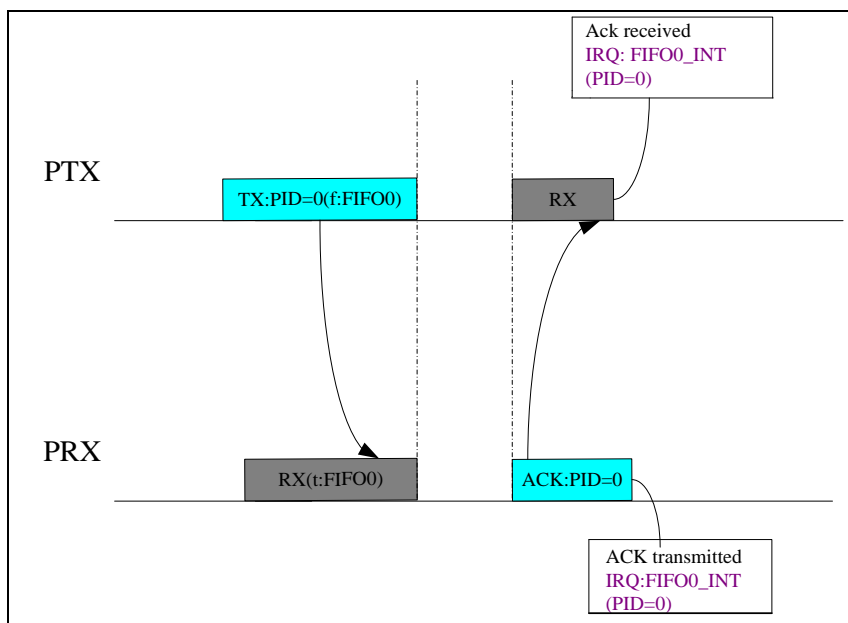 Ack received
IRQ: FIFO0_INT
(PID=0)
PTX
TX:PID=0(f:FIFO0)
RX
PRX
RX(t:FIFO0)
ACK:PID=0
ACK transmitted
IRQ:FIFO0_INT
(PID=0)